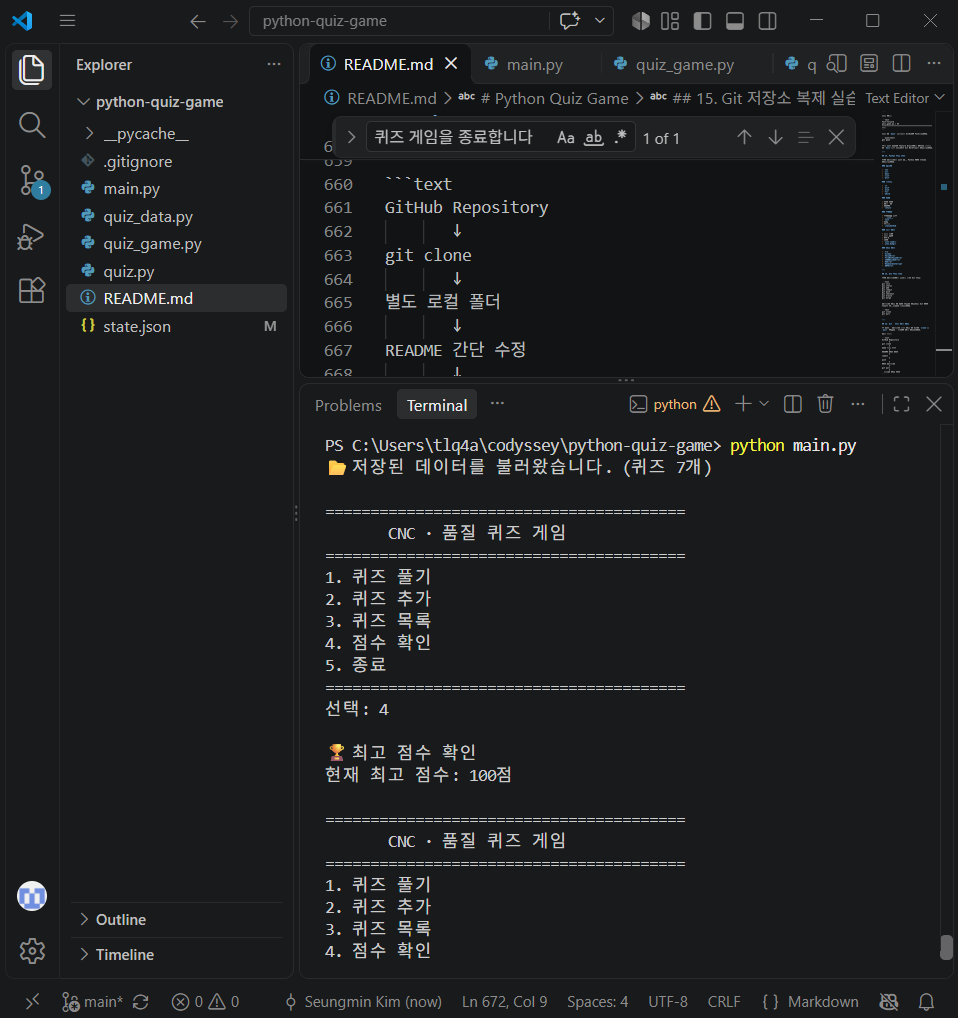 python-quiz-game
Explorer
python-quiz-game
__pycache__
.gitignore
main.py
quiz_data.py
quiz_game.py
quiz.py
README.md
state.json M
1
Outline
Timeline
README.md main.py quiz_game.py q
README.md > # Python Quiz Game > ## 15. Git 저장소 복제 실습 Text Editor
퀴즈 게임을 종료합니다 Aa ab .* 1 of 1
659
660 ```text
661 GitHub Repository
662 ↓
663 git clone
664 ↓
665 별도 로컬 폴더
666 ↓
667 README 간단 수정
668 ↓
Problems Terminal python
PS C:\Users\tlq4a\codyssey\python-quiz-game> python main.py
📂 저장된 데이터를 불러왔습니다. (퀴즈 7개)
========================================
CNC · 품질 퀴즈 게임
========================================
1. 퀴즈 풀기
2. 퀴즈 추가
3. 퀴즈 목록
4. 점수 확인
5. 종료
========================================
선택: 4
🏆 최고 점수 확인
현재 최고 점수: 100점
========================================
CNC · 품질 퀴즈 게임
========================================
1. 퀴즈 풀기
2. 퀴즈 추가
3. 퀴즈 목록
4. 점수 확인
main* 0 0 Seungmin Kim (now) Ln 672, Col 9 Spaces: 4 UTF-8 CRLF { } Markdown